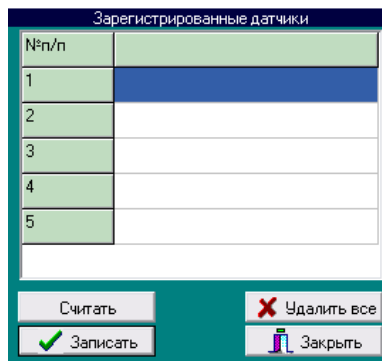 Зарегистрированные датчики
№п/п
1
2
3
4
5
Считать
Удалить все
Записать
Закрыть